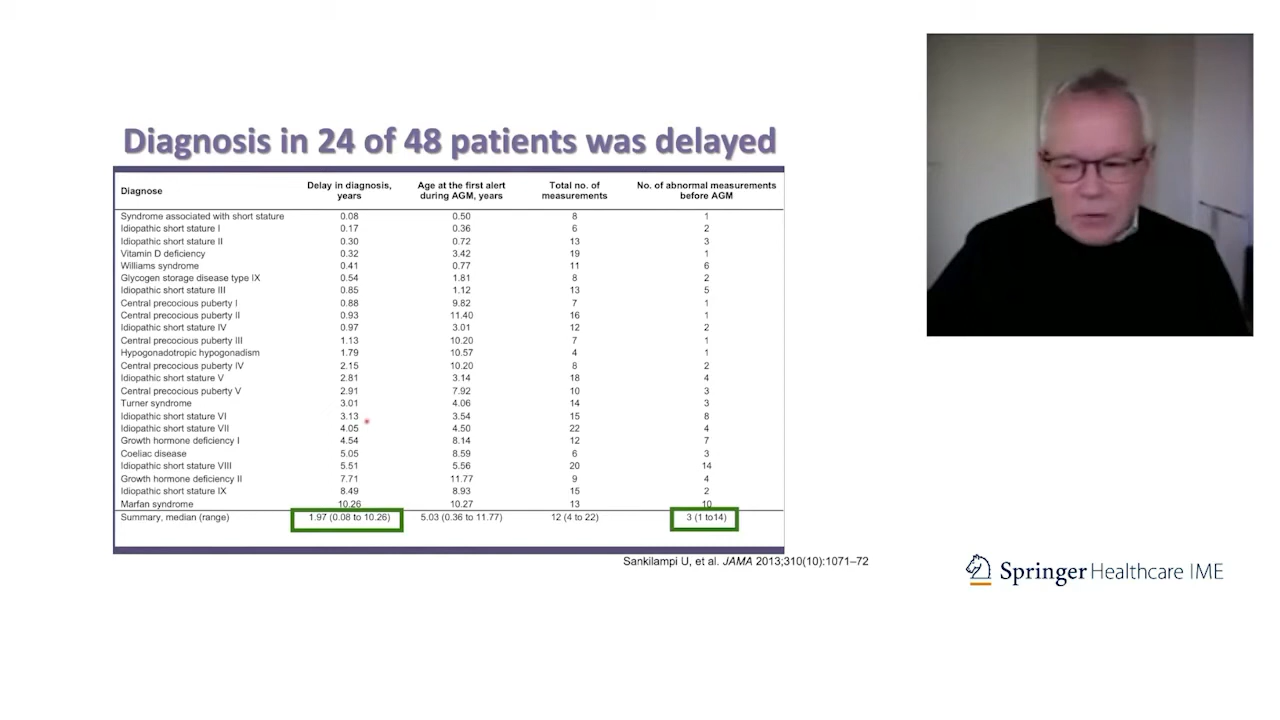 Diagnosis in 24 of 48 patients was delayed
Diagnose Delay in diagnosis, years Age at the first alert during AGM, years Total no. of measurements No. of abnormal measurements before AGM
Syndrome associated with short stature 0.08 0.50 8 1
Idiopathic short stature I 0.17 0.36 6 2
Idiopathic short stature II 0.30 0.72 13 3
Vitamin D deficiency 0.32 3.42 19 1
Williams syndrome 0.41 0.77 11 6
Glycogen storage disease type IX 0.54 1.81 8 2
Idiopathic short stature III 0.85 1.12 13 5
Central precocious puberty I 0.88 9.82 7 1
Central precocious puberty II 0.93 11.40 16 1
Idiopathic short stature IV 0.97 3.01 12 2
Central precocious puberty III 1.13 10.20 7 1
Hypogonadotropic hypogonadism 1.79 10.57 4 1
Central precocious puberty IV 2.15 10.20 8 2
Idiopathic short stature V 2.81 3.14 18 4
Central precocious puberty V 2.91 7.92 10 3
Turner syndrome 3.01 4.06 14 3
Idiopathic short stature VI 3.13 3.54 15 8
Idiopathic short stature VII 4.05 4.50 22 4
Growth hormone deficiency I 4.54 8.14 12 7
Coeliac disease 5.05 8.59 6 3
Idiopathic short stature VIII 5.51 5.56 20 14
Growth hormone deficiency II 7.71 11.77 9 4
Idiopathic short stature IX 8.49 8.93 15 2
Marfan syndrome 10.26 10.27 13 10
Summary, median (range) 1.97 (0.08 to 10.26) 5.03 (0.36 to 11.77) 12 (4 to 22) 3 (1 to14)
Sankilampi U, et al. JAMA 2013;310(10):1071–72
Springer Healthcare IME